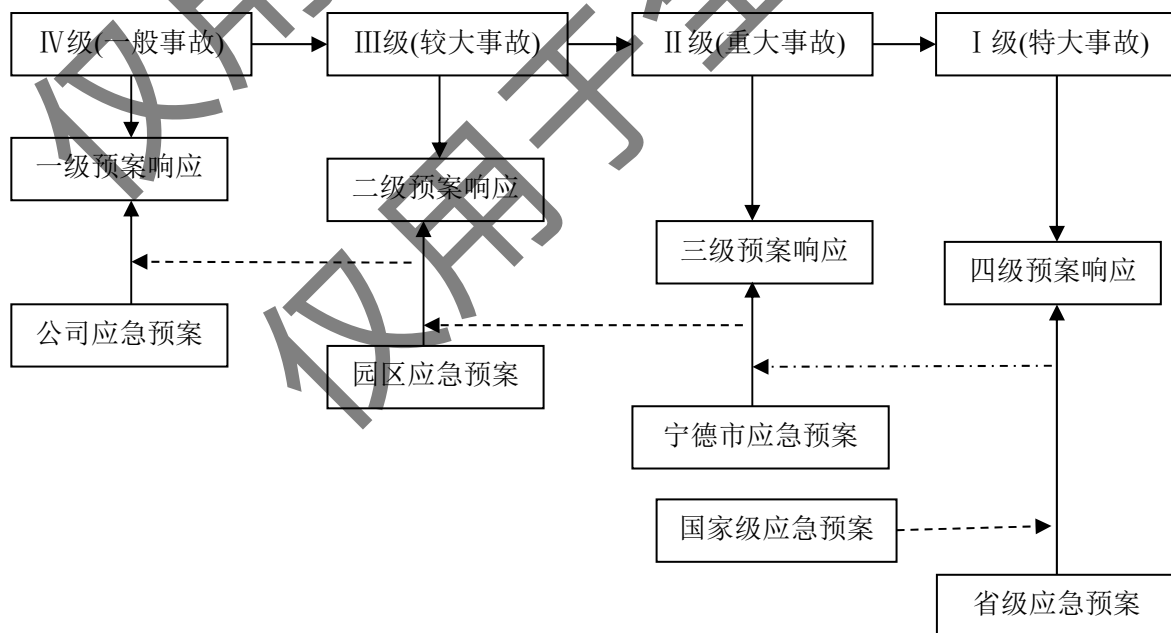 Ⅳ级(一般事故)
Ⅲ级(较大事故)
Ⅱ级(重大事故)
Ⅰ级(特大事故)
一级预案响应
二级预案响应
三级预案响应
四级预案响应
公司应急预案
园区应急预案
宁德市应急预案
国家级应急预案
省级应急预案
仅用于